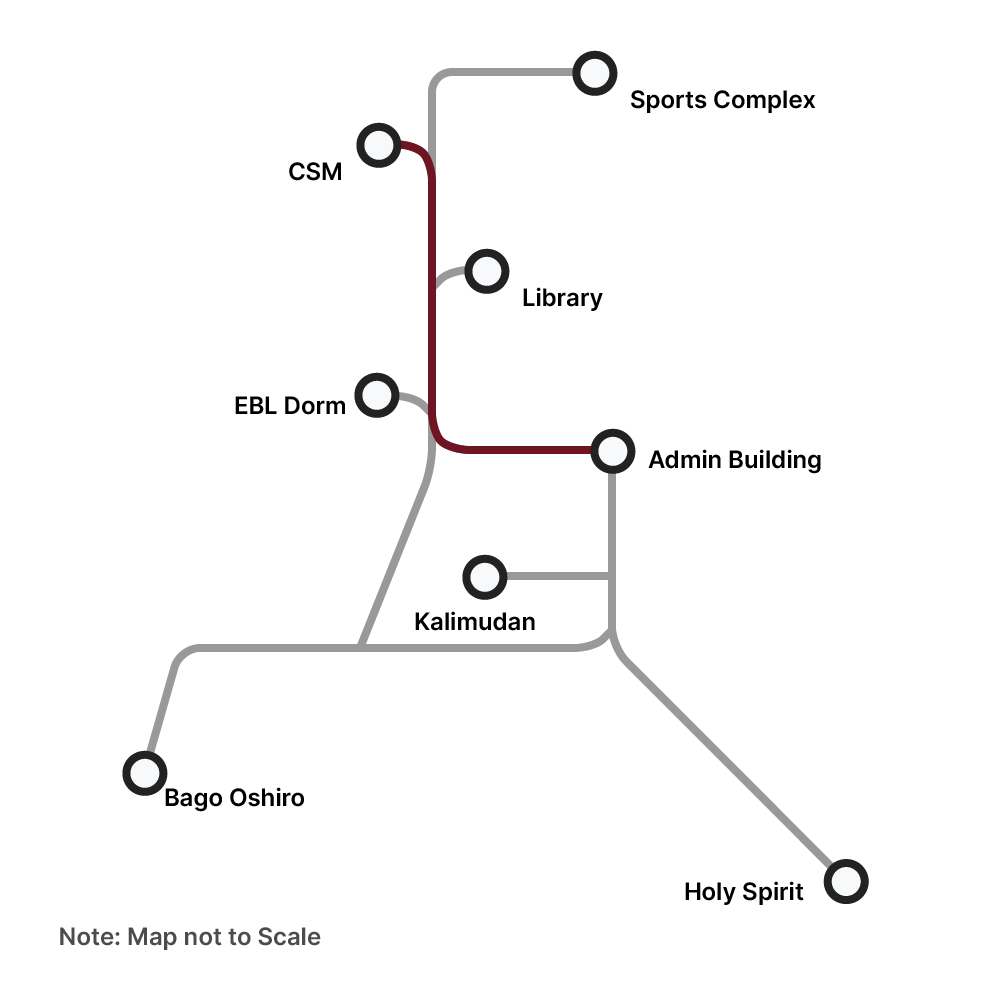 Sports Complex
CSM
Library
EBL Dorm
Admin Building
Kalimudan
Bago Oshiro
Holy Spirit
Note: Map not to Scale